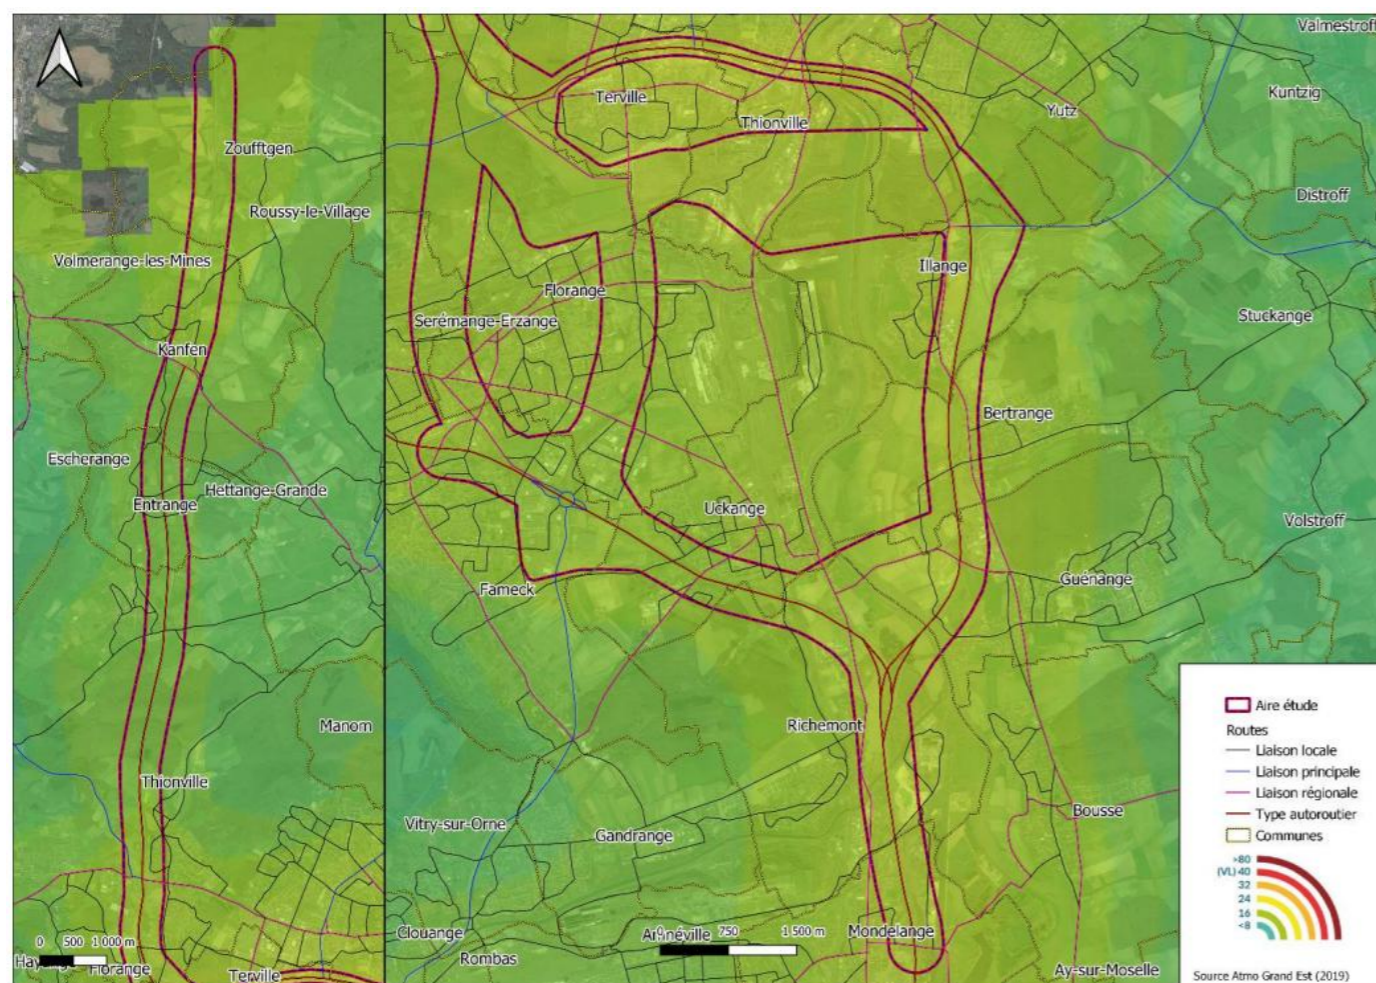 Zoufftgen
Roussy-le-Village
Volmerange-les-Mines
Kanfen
Escherange
Hettange-Grande
Entrange
Manom
Thionville
0 500 1 000 m
Florange
Terville
Valmestroff
Kuntzig
Terville
Yutz
Thionville
Distroff
Illange
Florange
Stuckange
Serémange-Erzange
Bertrange
Uckange
Volstroff
Guénange
Fameck
Richemont
Bousse
Vitry-sur-Orne
Gandrange
Clouange
Mondelange
Rombas
Ay-sur-Moselle
0 750 1 500 m
Aire étude
Routes
Liaison locale
Liaison principale
Liaison régionale
Type autoroutier
Communes
>80
(VL) 40
32
24
16
<8
Source Atmo Grand Est (2019)